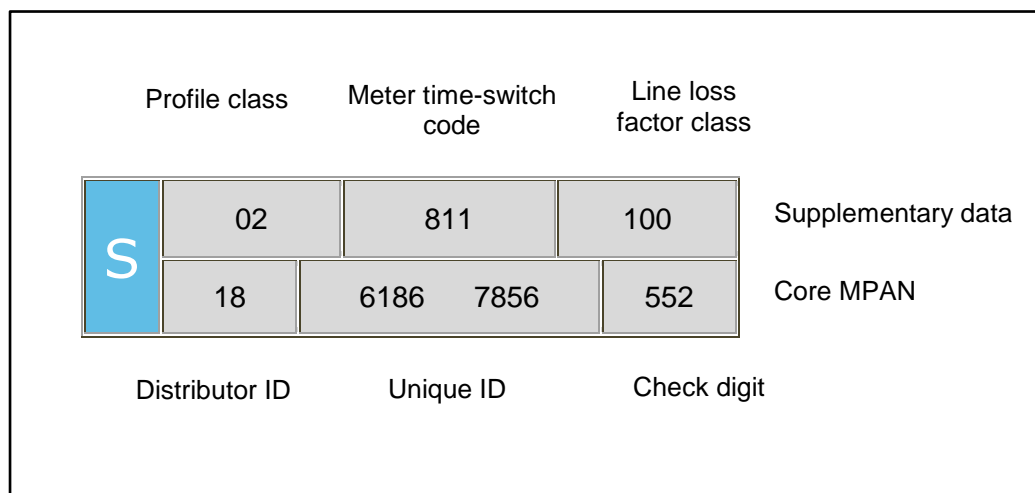 Profile class
Meter time-switch
code
Line loss
factor class
S
02
811
100
Supplementary data
18
6186 7856
552
Core MPAN
Distributor ID
Unique ID
Check digit